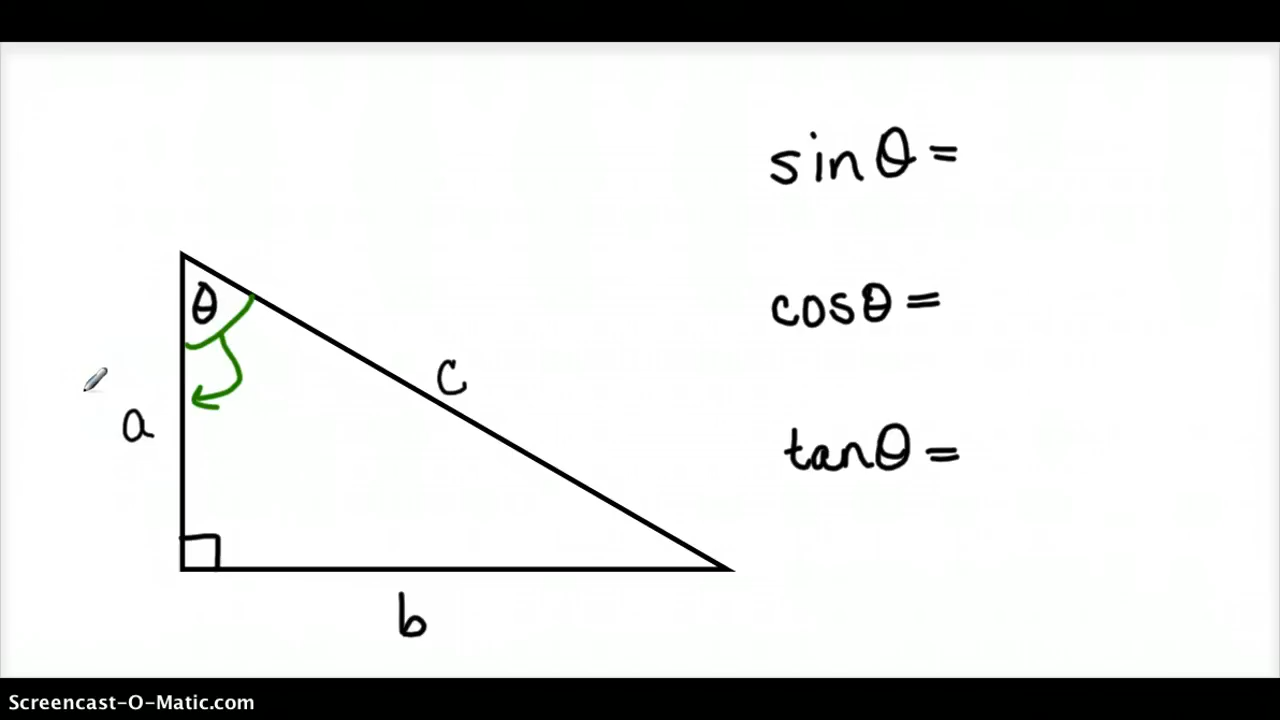 sinθ=
θ
cosθ=
c
a
tanθ=
b
Screencast-O-Matic.com